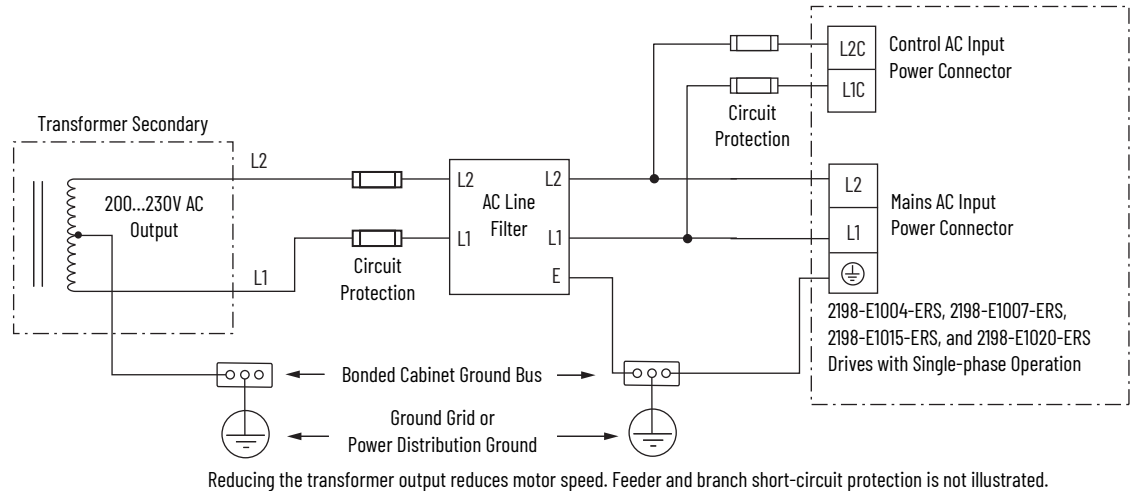 L2C
Control AC Input
Power Connector
L1C
Circuit
Protection
Transformer Secondary
L2
200...230V AC
Output
L1
Circuit
Protection
L2
L2
AC Line
Filter
L1
L1
E
L2
L1
Mains AC Input
Power Connector
2198-E1004-ERS, 2198-E1007-ERS,
2198-E1015-ERS, and 2198-E1020-ERS
Drives with Single-phase Operation
Bonded Cabinet Ground Bus
Ground Grid or
Power Distribution Ground
Reducing the transformer output reduces motor speed. Feeder and branch short-circuit protection is not illustrated.